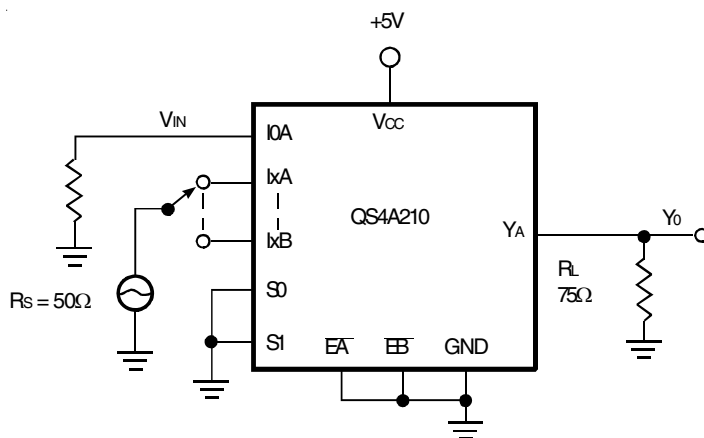 +5V
VIN
I0A
VCC
IxA
QS4A210
IxB
YA
Y0
RS = 50Ω
S0
RL
75Ω
S1
EA
EB
GND